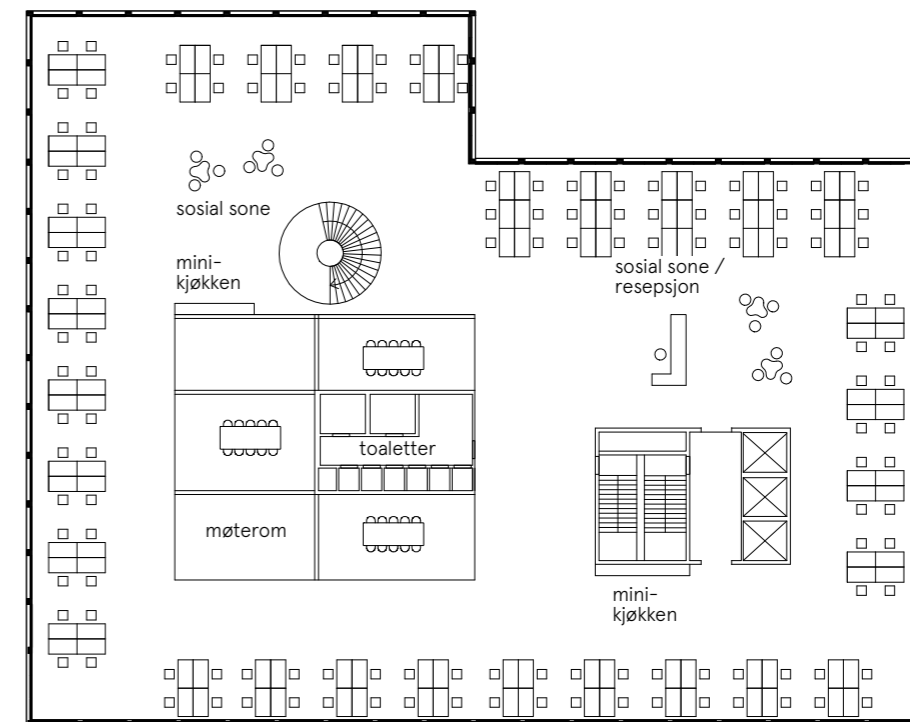 sosial sone
mini-
kjøkken
sosial sone /
resepsjon
toaletter
møterom
mini-
kjøkken